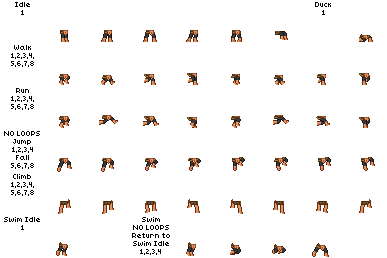 Idle
1
Duck
1
Walk
1,2,3,4,
5,6,7,8
Run
1,2,3,4,
5,6,7,8
NO LOOPS
Jump
1,2,3,4
Fall
5,6,7,8
Climb
1,2,3,4,
5,6,7,8
Swim Idle
1
Swim
NO LOOPS
Return to
Swim Idle
1,2,3,4